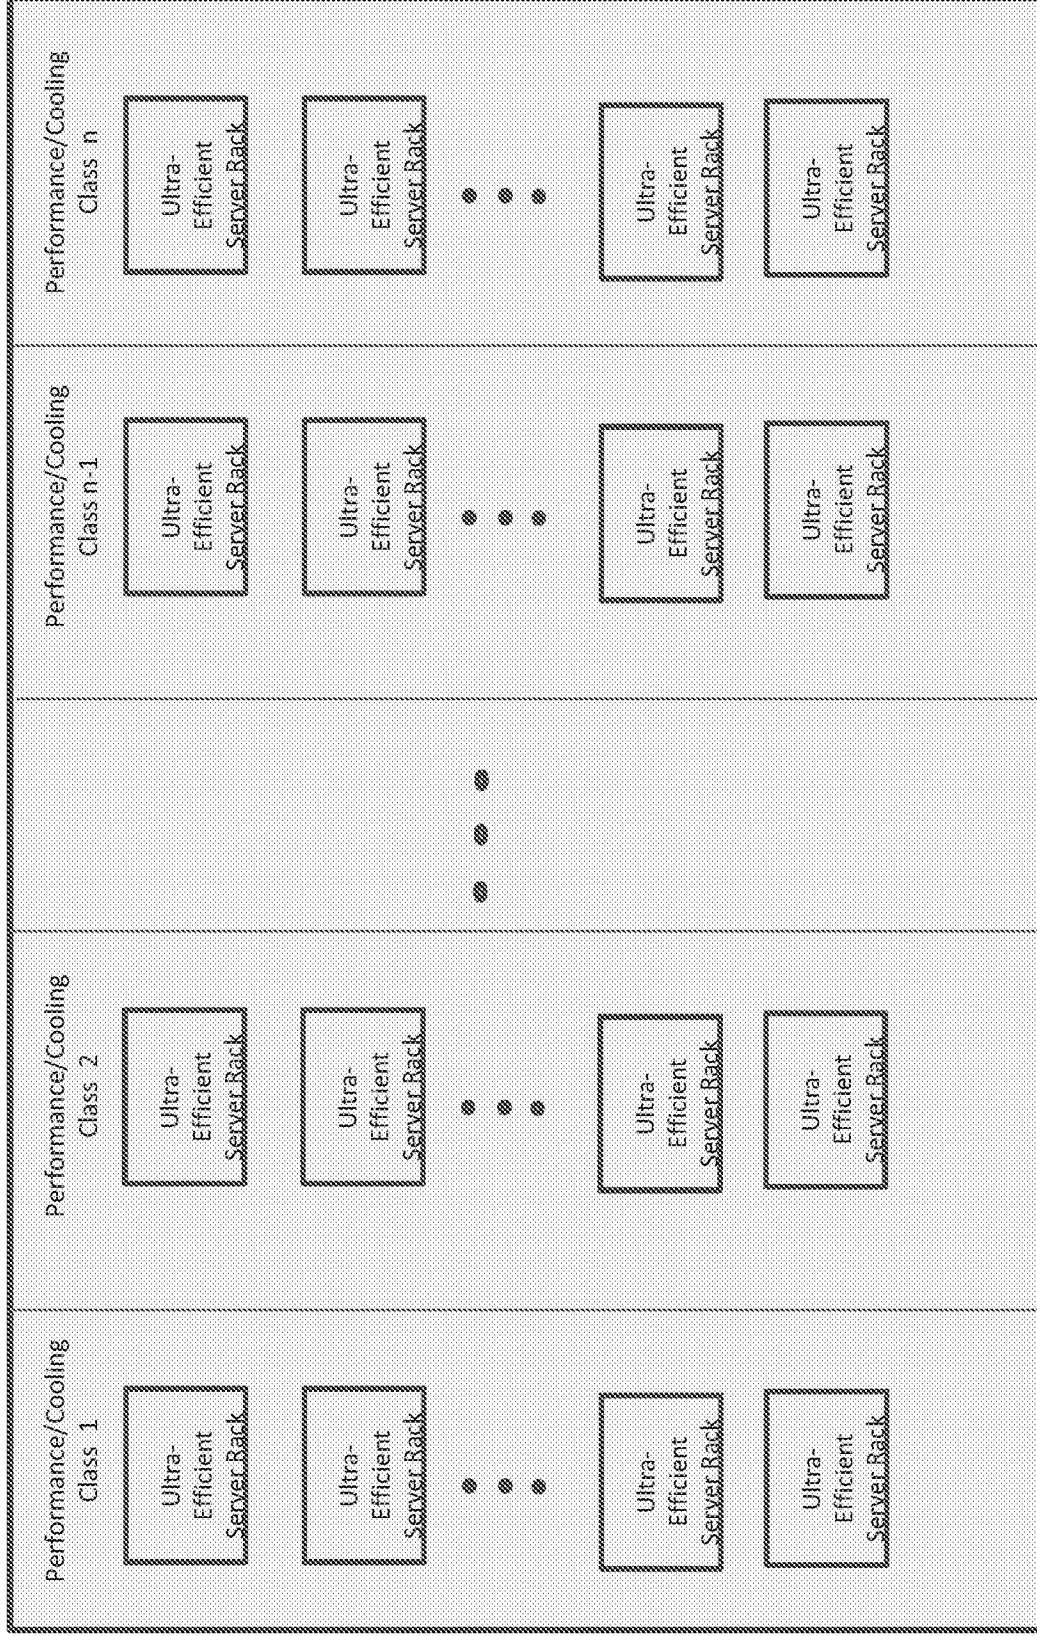 Performance/Cooling
Class 1
Ultra-
Efficient
Server Rack
Ultra-
Efficient
Server Rack
Ultra-
Efficient
Server Rack
Ultra-
Efficient
Server Rack
Performance/Cooling
Class 2
Ultra-
Efficient
Server Rack
Ultra-
Efficient
Server Rack
Ultra-
Efficient
Server Rack
Ultra-
Efficient
Server Rack
Performance/Cooling
Class n-1
Ultra-
Efficient
Server Rack
Ultra-
Efficient
Server Rack
Ultra-
Efficient
Server Rack
Ultra-
Efficient
Server Rack
Performance/Cooling
Class n
Ultra-
Efficient
Server Rack
Ultra-
Efficient
Server Rack
Ultra-
Efficient
Server Rack
Ultra-
Efficient
Server Rack